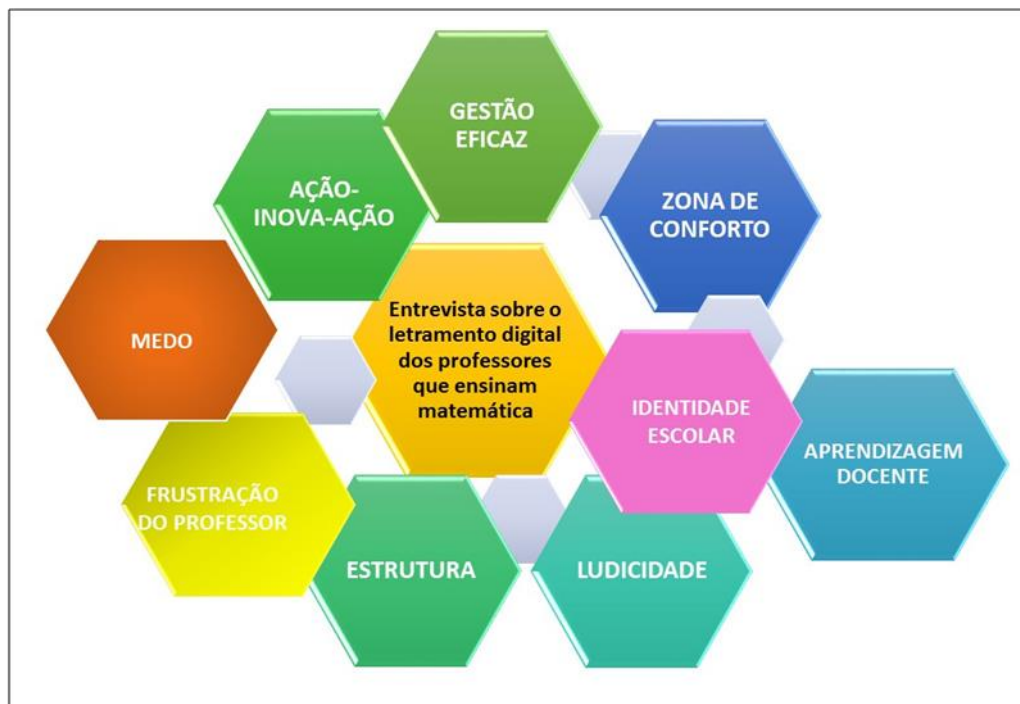 GESTÃO
EFICAZ
AÇÃO-
INOVA-AÇÃO
ZONA DE
CONFORTO
MEDO
Entrevista sobre o
letramento digital
dos professores
que ensinam
matemática
IDENTIDADE
ESCOLAR
APRENDIZAGEM
DOCENTE
FRUSTRAÇÃO
DO PROFESSOR
ESTRUTURA
LUDICIDADE